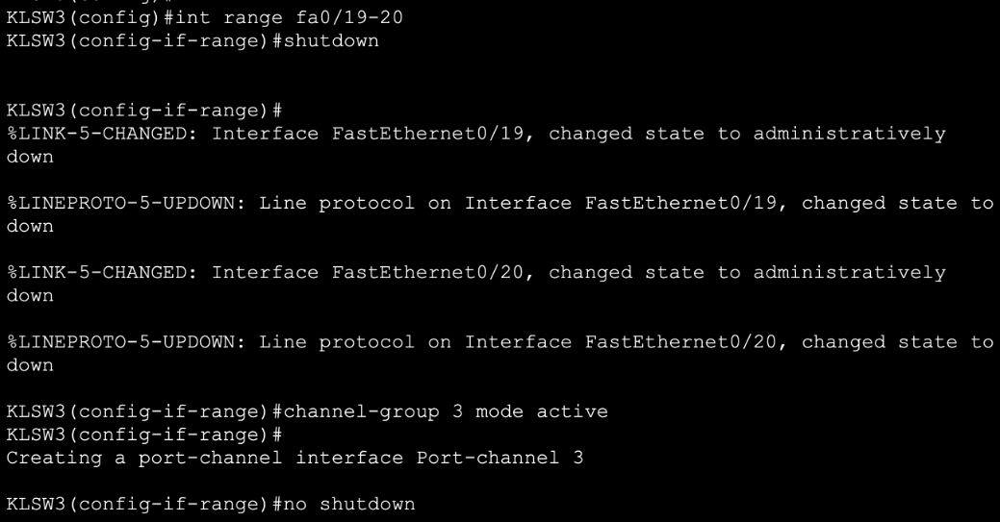 KLSW3(config)#int range fa0/19-20
KLSW3(config-if-range)#shutdown
KLSW3(config-if-range)#
%LINK-5-CHANGED: Interface FastEthernet0/19, changed state to administratively
down
%LINEPROTO-5-UPDOWN: Line protocol on Interface FastEthernet0/19, changed state to
down
%LINK-5-CHANGED: Interface FastEthernet0/20, changed state to administratively
down
%LINEPROTO-5-UPDOWN: Line protocol on Interface FastEthernet0/20, changed state to
down
KLSW3(config-if-range)#channel-group 3 mode active
KLSW3(config-if-range)#
Creating a port-channel interface Port-channel 3
KLSW3(config-if-range)#no shutdown